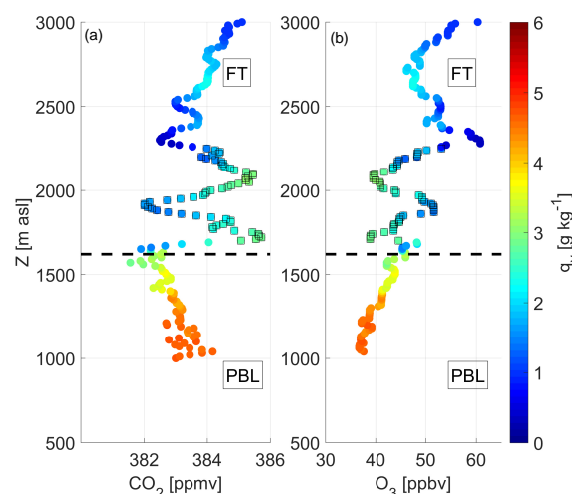 (a)
FT
PBL
3000
2500
2000
1500
1000
500
Z [m asl]
382 384 386
CO2 [ppmv]
(b)
FT
PBL
3000
2500
2000
1500
1000
500
Z [m asl]
30 40 50 60
O3 [ppbv]
6
5
4
3
2
1
0
[g kg-1]